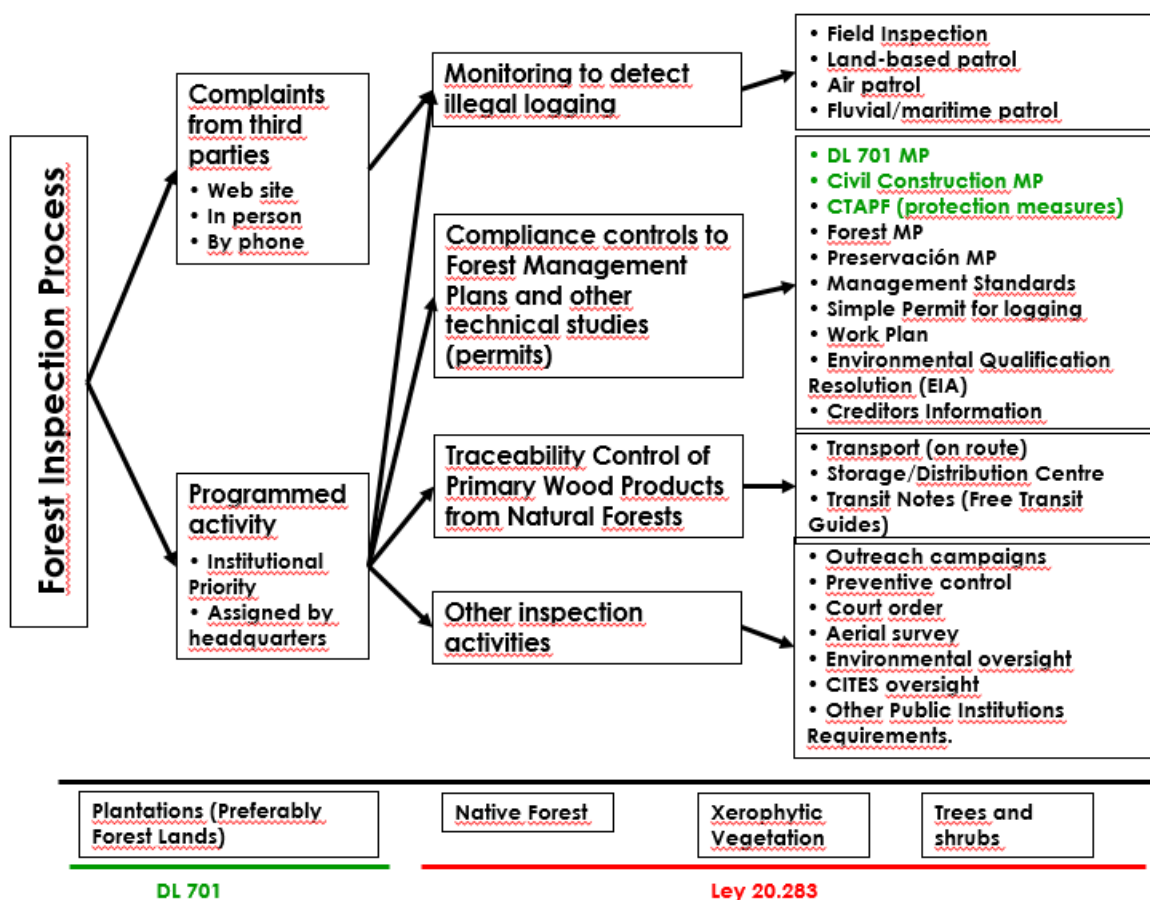 Forest Inspection Process
Complaints
from third
parties
• Web site
• In person
• By phone
Programmed
activity
• Institutional
Priority
• Assigned by
headquarters
Monitoring to detect
illegal logging
Compliance controls to
Forest Management
Plans and other
technical studies
(permits)
Traceability Control of
Primary Wood Products
from Natural Forests
Other inspection
activities
• Field Inspection
• Land-based patrol
• Air patrol
• Fluvial/maritime patrol
• DL 701 MP
• Civil Construction MP
• CTAPF (protection measures)
• Forest MP
• Preservación MP
• Management Standards
• Simple Permit for logging
• Work Plan
• Environmental Qualification
Resolution (EIA)
• Creditors Information
• Transport (on route)
• Storage/Distribution Centre
• Transit Notes (Free Transit
Guides)
• Outreach campaigns
• Preventive control
• Court order
• Aerial survey
• Environmental oversight
• CITES oversight
• Other Public Institutions
Requirements.
Plantations (Preferably
Forest Lands)
Native Forest
Xerophytic
Vegetation
Trees and
shrubs
DL 701
Ley 20.283